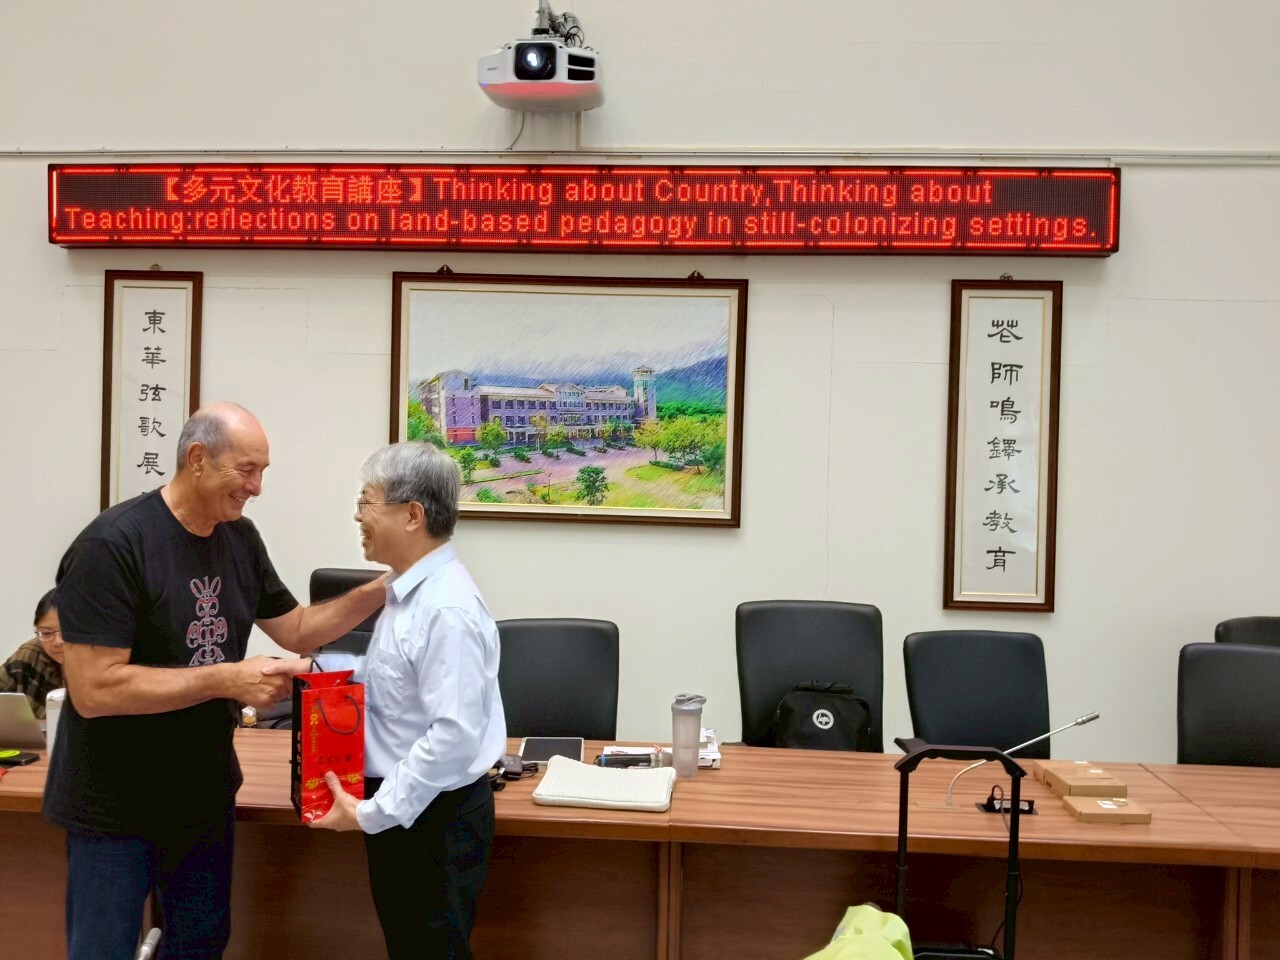 【多元文化教育講座】Thinking about Country,Thinking about
Teaching:reflections on land-based pedagogy in still-colonizing settings.
東華弦歌展
花師鳴鐸承教育